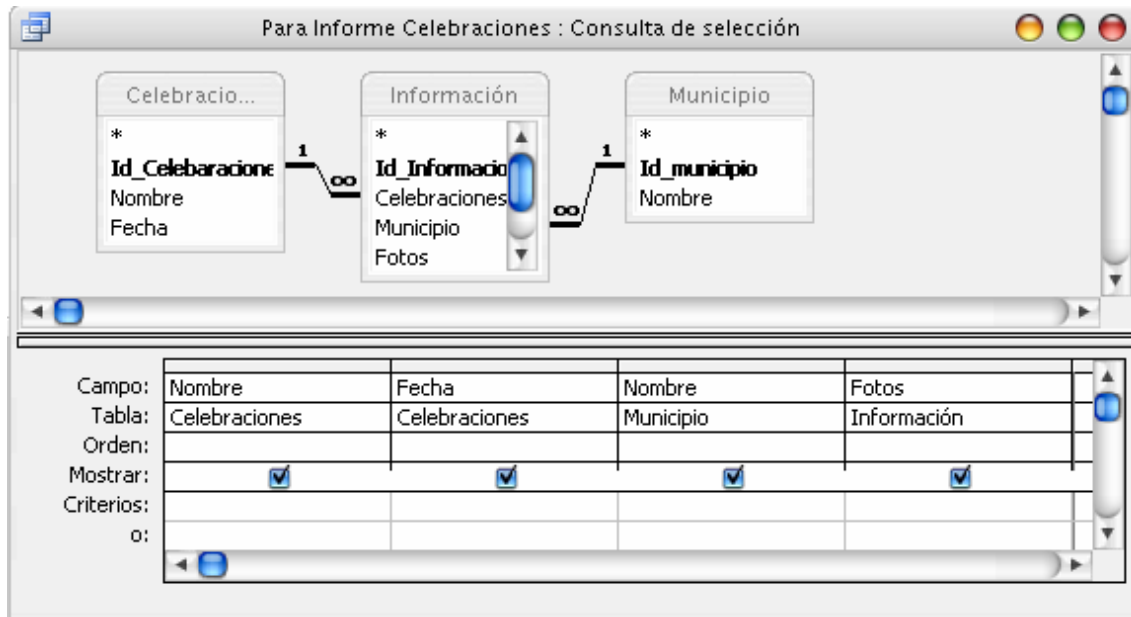 Para Informe Celebraciones : Consulta de selección
Celebracio...
*
Id_Celebaracione
Nombre
Fecha
1
∞
Información
*
Id_Informacio
Celebraciones
Municipio
Fotos
∞
1
Municipio
*
Id_municipio
Nombre
Campo: Nombre Fecha Nombre Fotos
Tabla: Celebraciones Celebraciones Municipio Información
Orden:
Mostrar:
Criterios:
o: